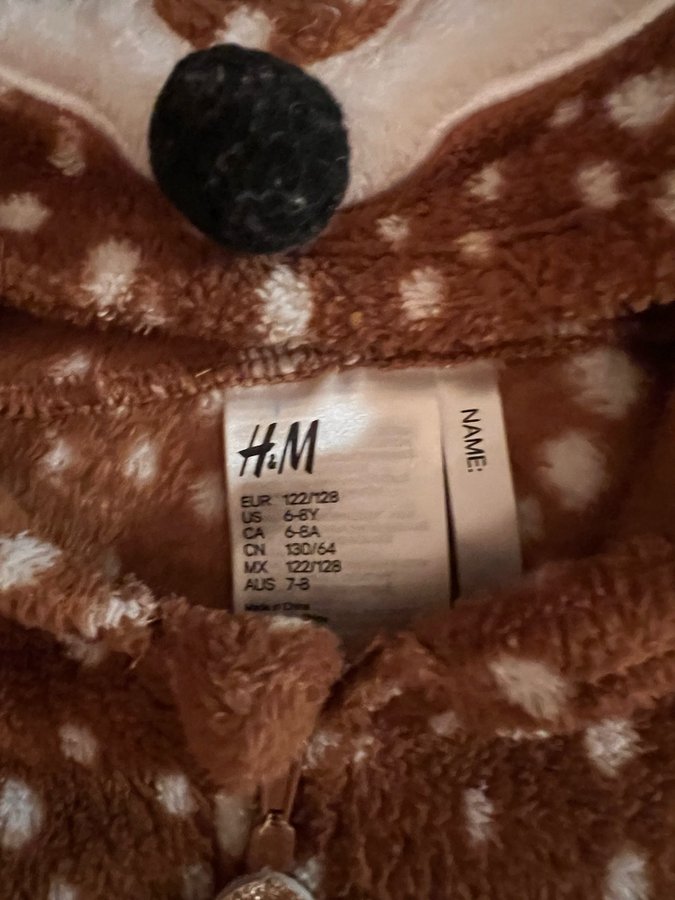 H&M
EUR 122/128
US 6-8Y
CA 6-8A
CN 130/64
MX 122/128
AUS 7-8
Made in China
NAME: